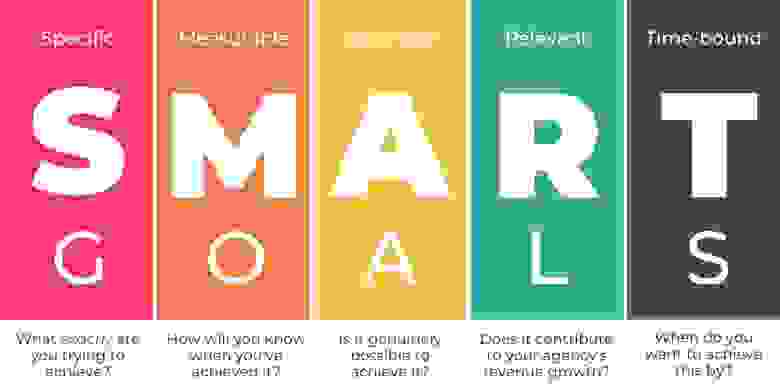 Specific
Measurable
Attainable
Relevant
Time-bound
S M A R T
G O A L S
What exactly are
you trying to
achieve?
How will you know
when you've
achieved it?
Is it genuinely
possible to
achieve it?
Does it contribute
to your agency's
revenue growth?
When do you
want to achieve
this by?